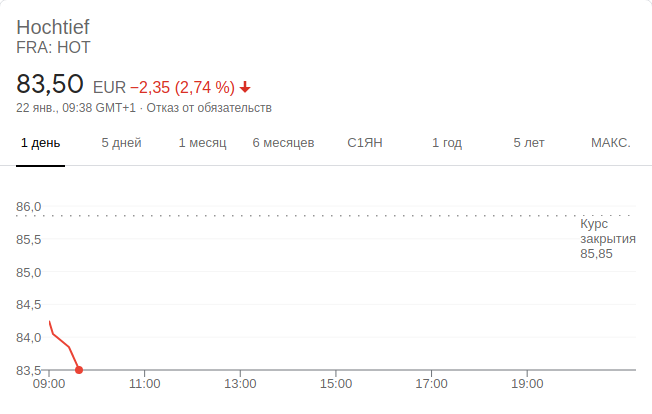 Hochtief
FRA: HOT
83,50 EUR −2,35 (2,74 %)
22 янв., 09:38 GMT+1 · Отказ от обязательств
1 день 5 дней 1 месяц 6 месяцев С1ЯН 1 год 5 лет МАКС.
86,0
Курс
85,5 закрытия
85,85
85,0
84,5
84,0
83,5
09:00 11:00 13:00 15:00 17:00 19:00